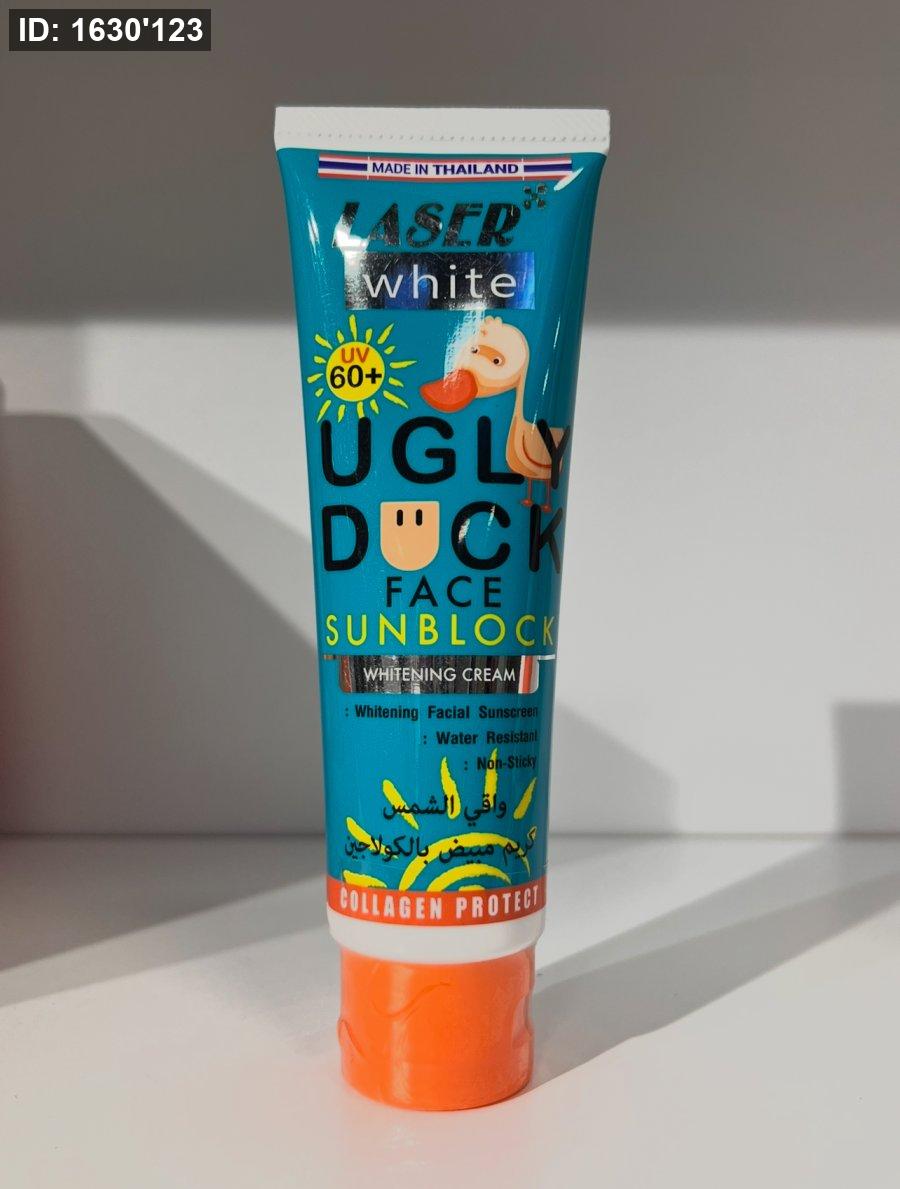 ID: 1630'123
MADE IN THAILAND
LASER
white
UV
60+
UGLY
DUCK
FACE
SUNBLOCK
WHITENING CREAM
: Whitening Facial Sunscreen
: Water Resistant
: Non-Sticky
واقي الشمس
كريم مبيض بالكولاجين
COLLAGEN PROTECT